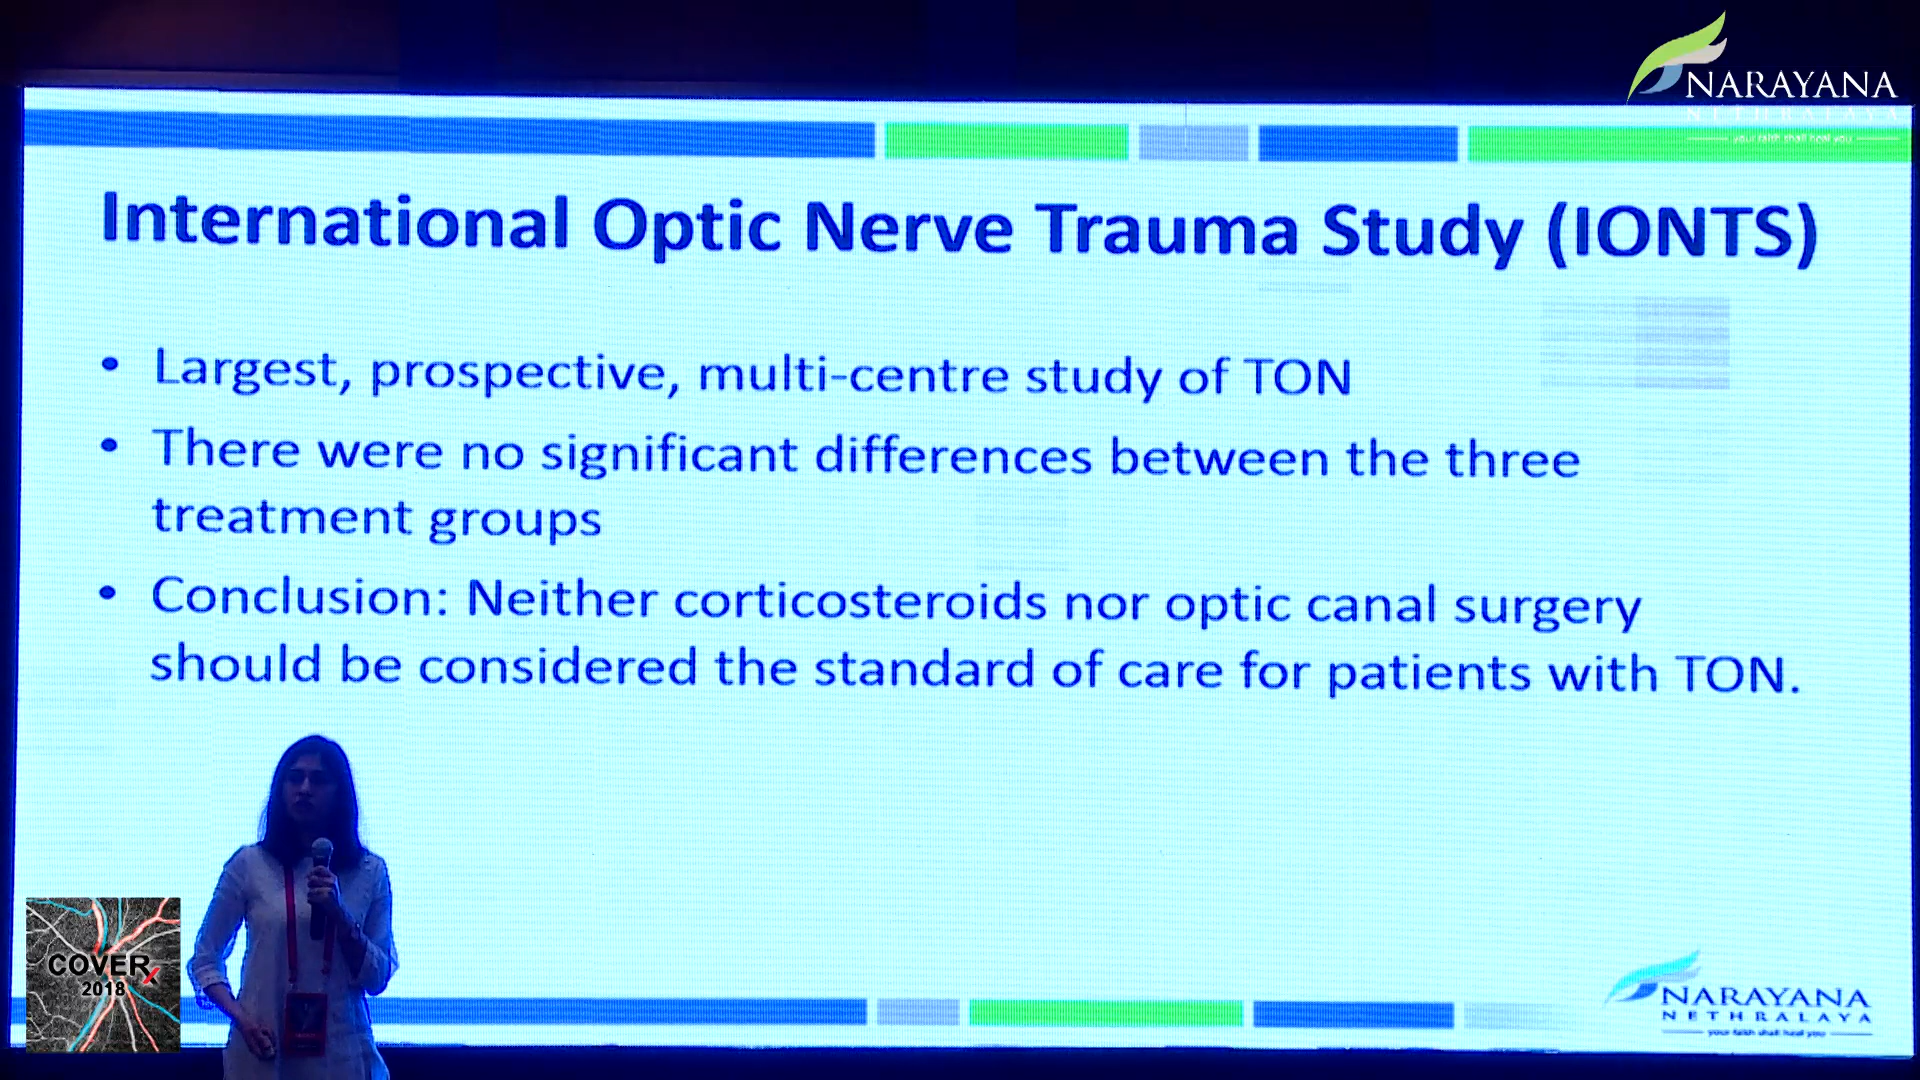 NARAYANA
NETHRALAYA
your faith shall heal you
International Optic Nerve Trauma Study (IONTS)
• Largest, prospective, multi-centre study of TON
• There were no significant differences between the three
treatment groups
• Conclusion: Neither corticosteroids nor optic canal surgery
should be considered the standard of care for patients with TON.
COVERx
2018
NARAYANA
NETHRALAYA
your faith shall heal you